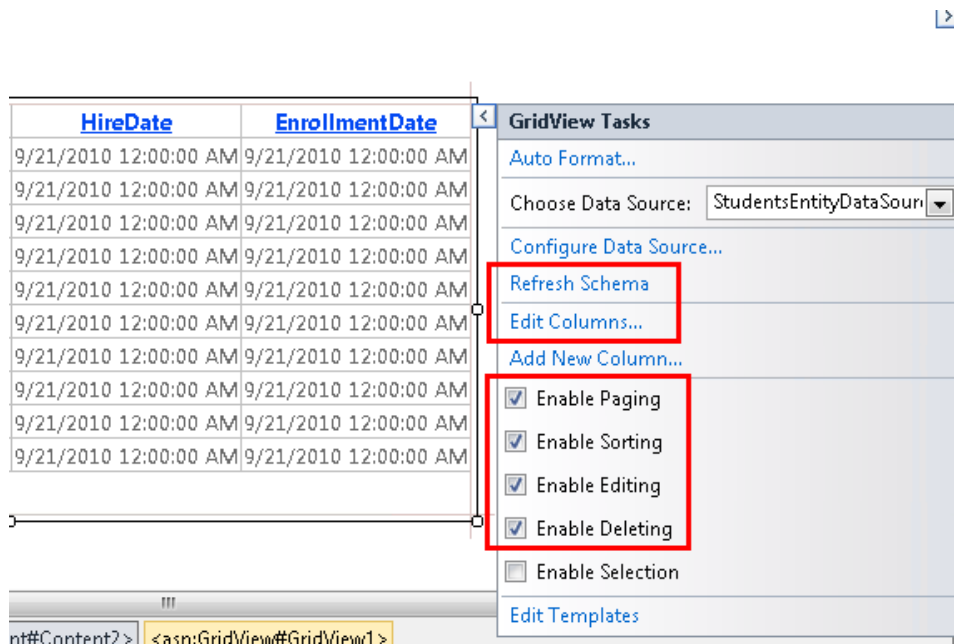 HireDate EnrollmentDate
9/21/2010 12:00:00 AM 9/21/2010 12:00:00 AM
9/21/2010 12:00:00 AM 9/21/2010 12:00:00 AM
9/21/2010 12:00:00 AM 9/21/2010 12:00:00 AM
9/21/2010 12:00:00 AM 9/21/2010 12:00:00 AM
9/21/2010 12:00:00 AM 9/21/2010 12:00:00 AM
9/21/2010 12:00:00 AM 9/21/2010 12:00:00 AM
9/21/2010 12:00:00 AM 9/21/2010 12:00:00 AM
9/21/2010 12:00:00 AM 9/21/2010 12:00:00 AM
9/21/2010 12:00:00 AM 9/21/2010 12:00:00 AM
9/21/2010 12:00:00 AM 9/21/2010 12:00:00 AM
GridView Tasks
Auto Format...
Choose Data Source: StudentsEntityDataSour
Configure Data Source...
Refresh Schema
Edit Columns...
Add New Column...
Enable Paging
Enable Sorting
Enable Editing
Enable Deleting
Enable Selection
Edit Templates
nt#Content2> <asp:GridView#GridView1>